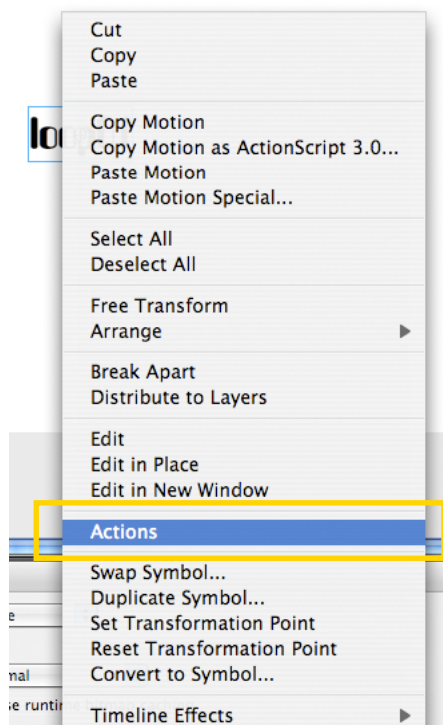 Cut
Copy
Paste
Copy Motion
Copy Motion as ActionScript 3.0...
Paste Motion
Paste Motion Special...
Select All
Deselect All
Free Transform
Arrange
Break Apart
Distribute to Layers
Edit
Edit in Place
Edit in New Window
Actions
Swap Symbol...
Duplicate Symbol...
Set Transformation Point
Reset Transformation Point
Convert to Symbol...
Timeline Effects